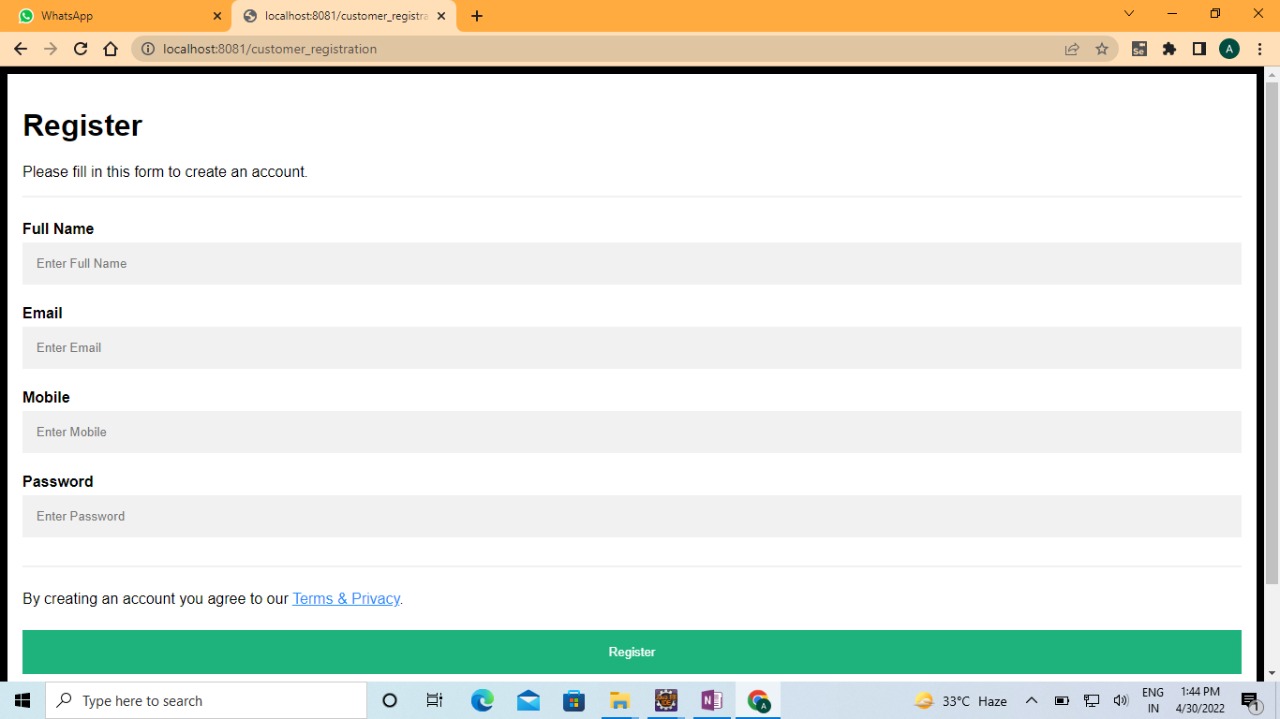 WhatsApp
localhost:8081/customer_registra
localhost:8081/customer_registration
Se
A
Register
Please fill in this form to create an account.
Full Name
Enter Full Name
Email
Enter Email
Mobile
Enter Mobile
Password
Enter Password
By creating an account you agree to our Terms & Privacy.
Register
Type here to search
N
A
33°C Haze
ENG
IN
1:44 PM
4/30/2022
1